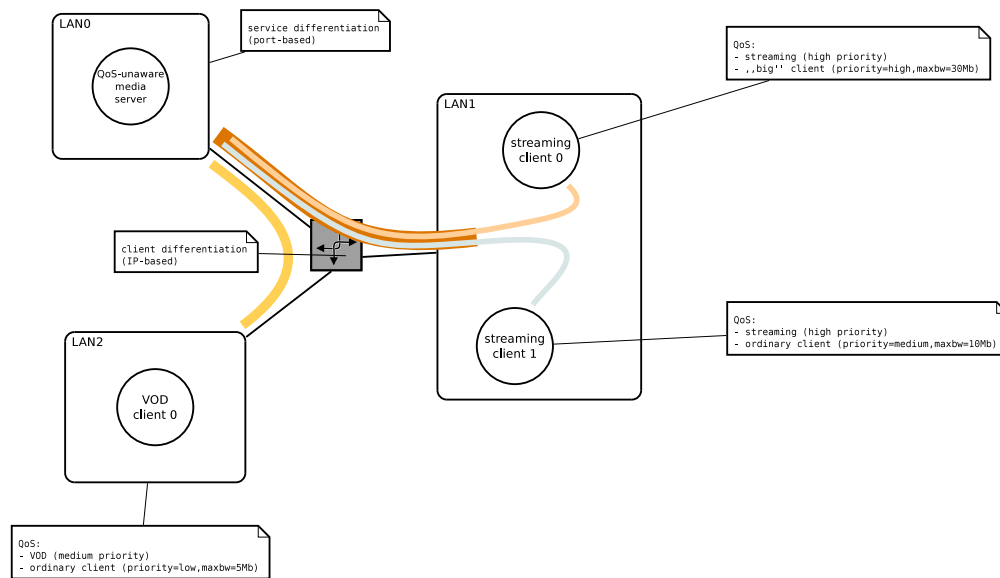 LAN0
QoS-unaware
media
server
service differentiation
(port-based)
QoS:
- streaming (high priority)
- ,,big'' client (priority=high,maxbw=30Mb)
LAN1
streaming
client 0
client differentiation
(IP-based)
streaming
client 1
QoS:
- streaming (high priority)
- ordinary client (priority=medium,maxbw=10Mb)
LAN2
VOD
client 0
QoS:
- VOD (medium priority)
- ordinary client (priority=low,maxbw=5Mb)